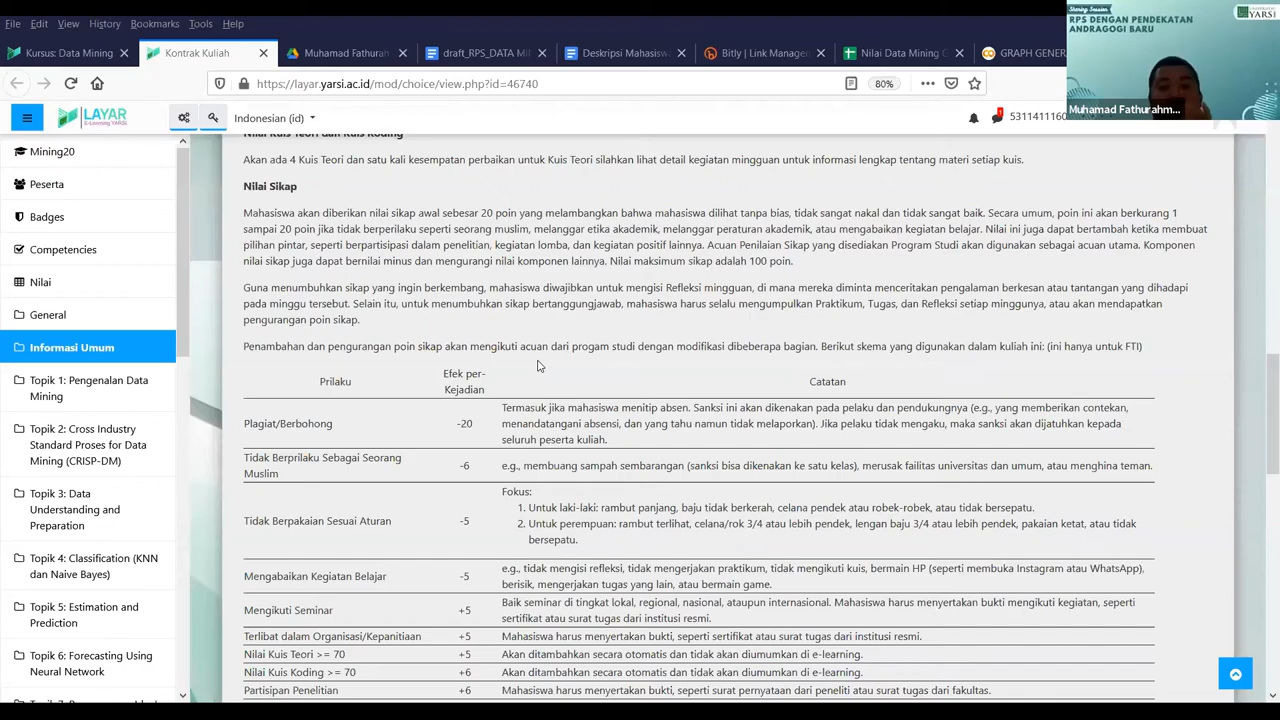 File Edit View History Bookmarks Tools Help
Sharing Session
UNIVERSITAS YARSI
RPS DENGAN PENDEKATAN
ANDRAGOGI BARU
Muhamad Fathurahm...
Kursus: Data Mining
Kontrak Kuliah
Muhamad Fathurah
draft_RPS_DATA MI
Deskripsi Mahasisw
Bitly | Link Manage
Nilai Data Mining G
GRAPH GENER
https://layar.yarsi.ac.id/mod/choice/view.php?id=46740
80%
LAYAR
E-Learning YARSI
Indonesian (id)
5311411160
Mining20
Peserta
Badges
Competencies
Nilai
General
Informasi Umum
Topik 1: Pengenalan Data
Mining
Topik 2: Cross Industry
Standard Proses for Data
Mining (CRISP-DM)
Topik 3: Data
Understanding and
Preparation
Topik 4: Classification (KNN
dan Naive Bayes)
Topik 5: Estimation and
Prediction
Topik 6: Forecasting Using
Neural Network
Nilai Kuis Teori dan Kuis Koding
Akan ada 4 Kuis Teori dan satu kali kesempatan perbaikan untuk Kuis Teori silahkan lihat detail kegiatan mingguan untuk informasi lengkap tentang materi setiap kuis.
Nilai Sikap
Mahasiswa akan diberikan nilai sikap awal sebesar 20 poin yang melambangkan bahwa mahasiswa dilihat tanpa bias, tidak sangat nakal dan tidak sangat baik. Secara umum, poin ini akan berkurang 1
sampai 20 poin jika tidak berperilaku seperti seorang muslim, melanggar etika akademik, melanggar peraturan akademik, atau mengabaikan kegiatan belajar. Nilai ini juga dapat bertambah ketika membuat
pilihan pintar, seperti berpartisipasi dalam penelitian, kegiatan lomba, dan kegiatan positif lainnya. Acuan Penilaian Sikap yang disediakan Program Studi akan digunakan sebagai acuan utama. Komponen
nilai sikap juga dapat bernilai minus dan mengurangi nilai komponen lainnya. Nilai maksimum sikap adalah 100 poin.
Guna menumbuhkan sikap yang ingin berkembang, mahasiswa diwajibkan untuk mengisi Refleksi mingguan, di mana mereka diminta menceritakan pengalaman berkesan atau tantangan yang dihadapi
pada minggu tersebut. Selain itu, untuk menumbuhkan sikap bertanggungjawab, mahasiswa harus selalu mengumpulkan Praktikum, Tugas, dan Refleksi setiap minggunya, atau akan mendapatkan
pengurangan poin sikap.
Penambahan dan pengurangan poin sikap akan mengikuti acuan dari progam studi dengan modifikasi dibeberapa bagian. Berikut skema yang digunakan dalam kuliah ini: (ini hanya untuk FTI)
Prilaku
Efek per-
Kejadian
Catatan
Plagiat/Berbohong
-20
Termasuk jika mahasiswa menitip absen. Sanksi ini akan dikenakan pada pelaku dan pendukungnya (e.g., yang memberikan contekan,
menandatangani absensi, dan yang tahu namun tidak melaporkan). Jika pelaku tidak mengaku, maka sanksi akan dijatuhkan kepada
seluruh peserta kuliah.
Tidak Berprilaku Sebagai Seorang
Muslim
-6
e.g., membuang sampah sembarangan (sanksi bisa dikenakan ke satu kelas), merusak failitas universitas dan umum, atau menghina teman.
Tidak Berpakaian Sesuai Aturan
-5
Fokus:
1. Untuk laki-laki: rambut panjang, baju tidak berkerah, celana pendek atau robek-robek, atau tidak bersepatu.
2. Untuk perempuan: rambut terlihat, celana/rok 3/4 atau lebih pendek, lengan baju 3/4 atau lebih pendek, pakaian ketat, atau tidak
bersepatu.
Mengabaikan Kegiatan Belajar
-5
e.g., tidak mengisi refleksi, tidak mengerjakan praktikum, tidak mengikuti kuis, bermain HP (seperti membuka Instagram atau WhatsApp),
berisik, mengerjakan tugas yang lain, atau bermain game.
Mengikuti Seminar
+5
Baik seminar di tingkat lokal, regional, nasional, ataupun internasional. Mahasiswa harus menyertakan bukti mengikuti kegiatan, seperti
sertifikat atau surat tugas dari institusi resmi.
Terlibat dalam Organisasi/Kepanitiaan
+5
Mahasiswa harus menyertakan bukti, seperti sertifikat atau surat tugas dari institusi resmi.
Nilai Kuis Teori >= 70
+5
Akan ditambahkan secara otomatis dan tidak akan diumumkan di e-learning.
Nilai Kuis Koding >= 70
+6
Akan ditambahkan secara otomatis dan tidak akan diumumkan di e-learning.
Partisipan Penelitian
+6
Mahasiswa harus menyertakan bukti, seperti surat pernyataan dari peneliti atau surat tugas dari fakultas.